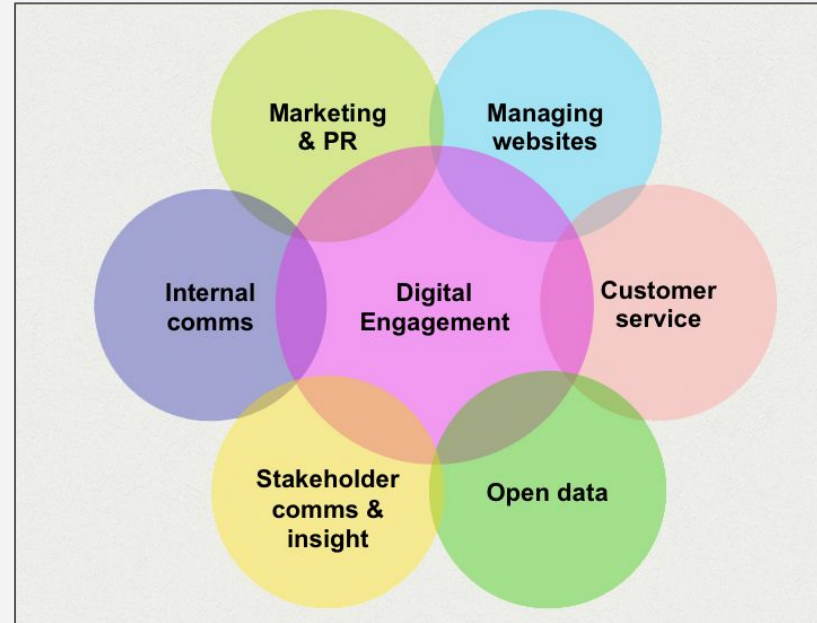 Marketing
& PR
Managing
websites
Internal
comms
Digital
Engagement
Customer
service
Stakeholder
comms &
insight
Open data